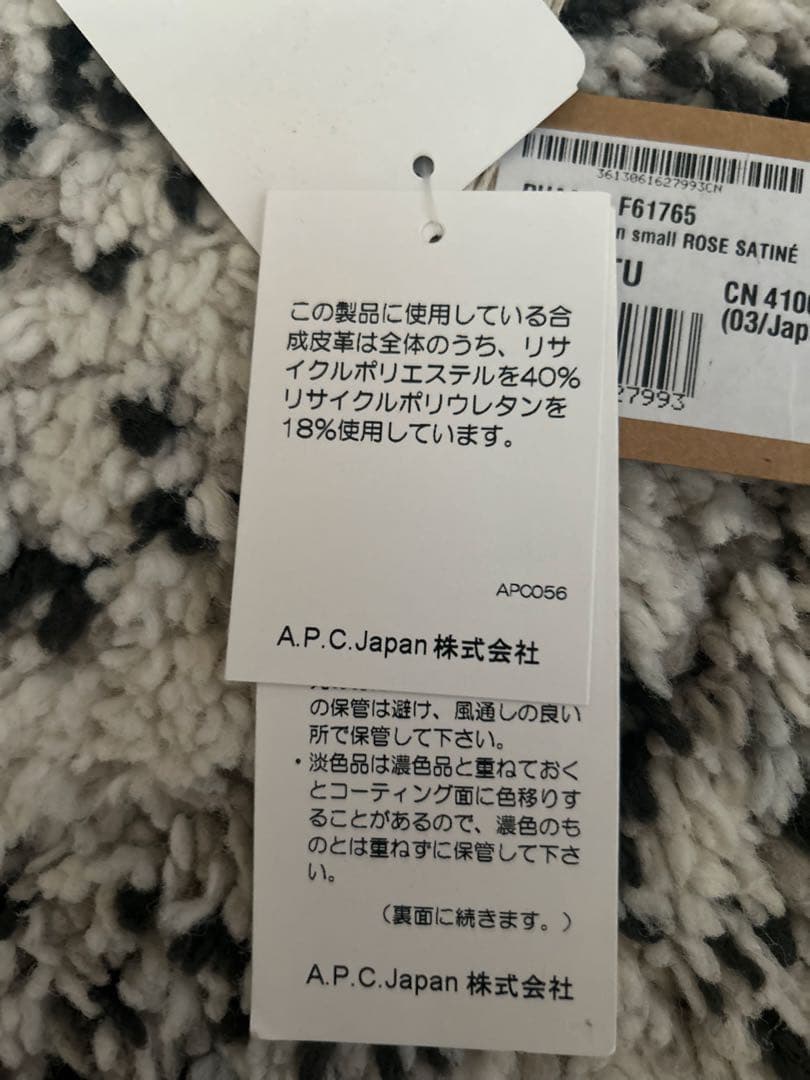 3613061627993CN
F61765
small ROSE SATINÉ
TU
CN 4100
(03/Jap
27993
この製品に使用している合
成皮革は全体のうち、リサ
イクルポリエステルを40%
リサイクルポリウレタンを
18%使用しています。
APC056
A.P.C.Japan株式会社
の保管は避け、風通しの良い
所で保管して下さい。
・淡色品は濃色品と重ねておく
とコーティング面に色移りす
ることがあるので、濃色のも
のとは重ねずに保管して下さ
い。
（裏面に続きます。）
A.P.C.Japan 株式会社